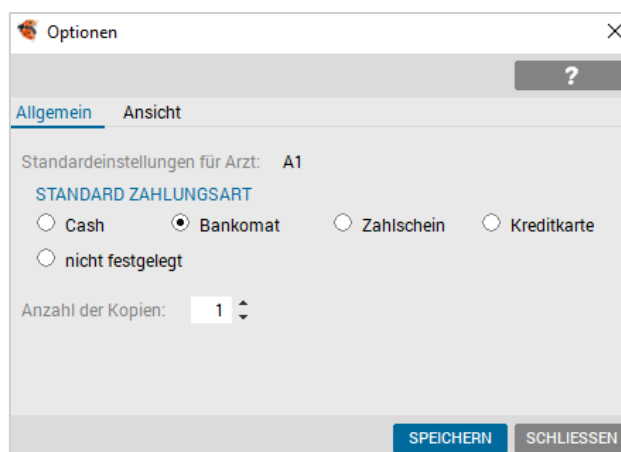 Optionen
?
Allgemein Ansicht
Standardeinstellungen für Arzt: A1
STANDARD ZAHLUNGSART
Cash Bankomat Zahlschein Kreditkarte
nicht festgelegt
Anzahl der Kopien: 1
SPEICHERN SCHLIESSEN